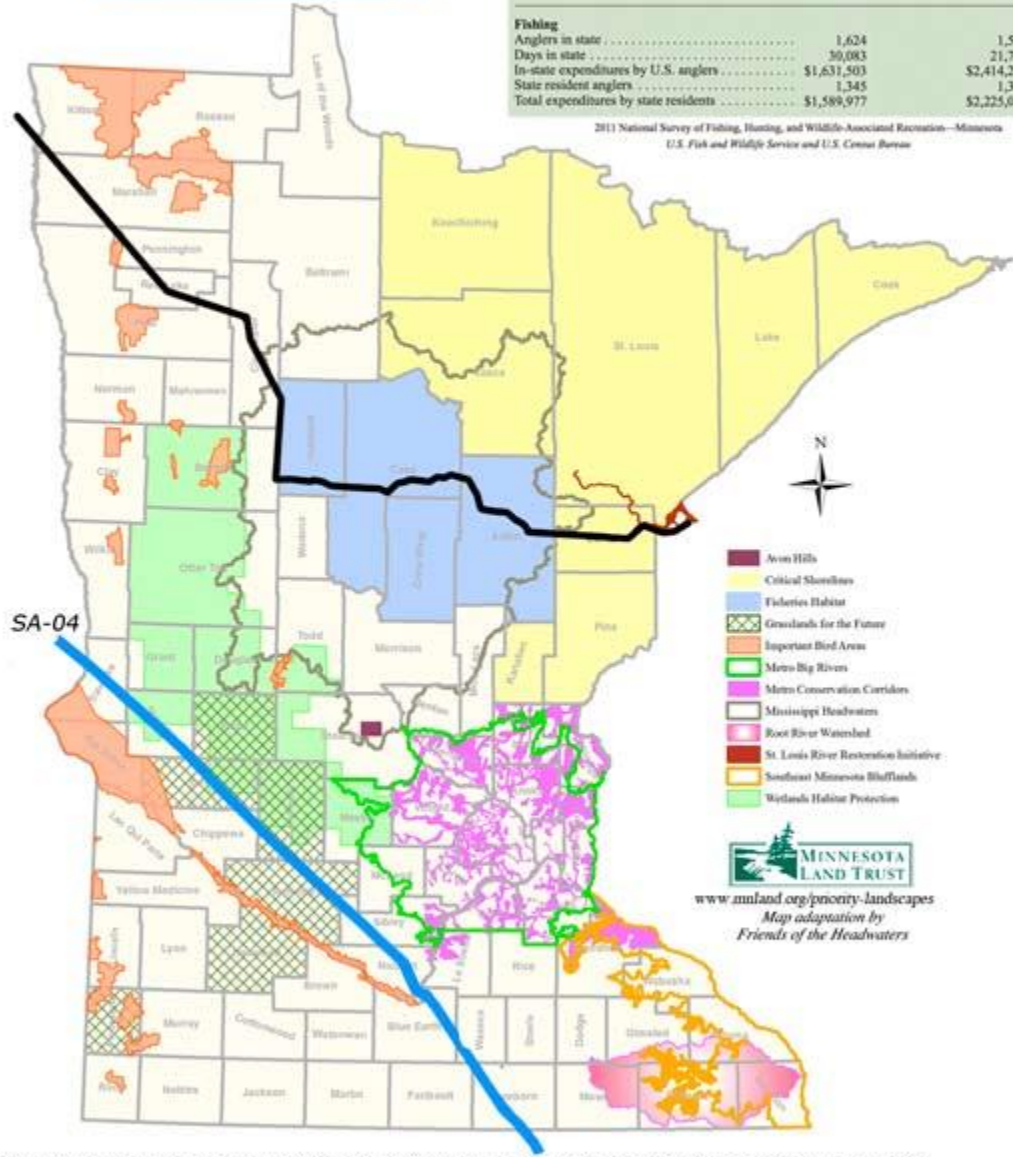 Fishing
Anglers in state 1,624
Days in state 30,083
In-state expenditures by U.S. anglers $1,631,503
State resident anglers 1,345
Total expenditures by state residents $1,589,977
2011 National Survey of Fishing, Hunting, and Wildlife-Associated Recreation—Minnesota
U.S. Fish and Wildlife Service and U.S. Census Bureau
Roseau
Lake of the Woods
Marshall
Koochiching
Pennington
Beltrami
Cook
Lake
St. Louis
Itasca
Norman
Mahnomen
Cass
N
Clay
Wadena
Crow Wing
Aitkin
Otter Tail
Pine
SA-04
Todd
Morrison
Grant
Douglas
Kanabec
Benton
Chippewa
Lac Qui Parle
Yellow Medicine
Sibley
Lyon
Lincoln
Nicollet
Brown
Rice
Wabasha
Murray
Cottonwood
Watonwan
Blue Earth
Waseca
Steele
Dodge
Olmsted
Nobles
Jackson
Martin
Faribault
Avon Hills
Critical Shorelines
Fisheries Habitat
Grasslands for the Future
Important Bird Areas
Metro Big Rivers
Metro Conservation Corridors
Mississippi Headwaters
Root River Watershed
St. Louis River Restoration Initiative
Southeast Minnesota Blufflands
Wetlands Habitat Protection
MINNESOTA
LAND TRUST
www.mnland.org/priority-landscapes
Map adaptation by
Friends of the Headwaters